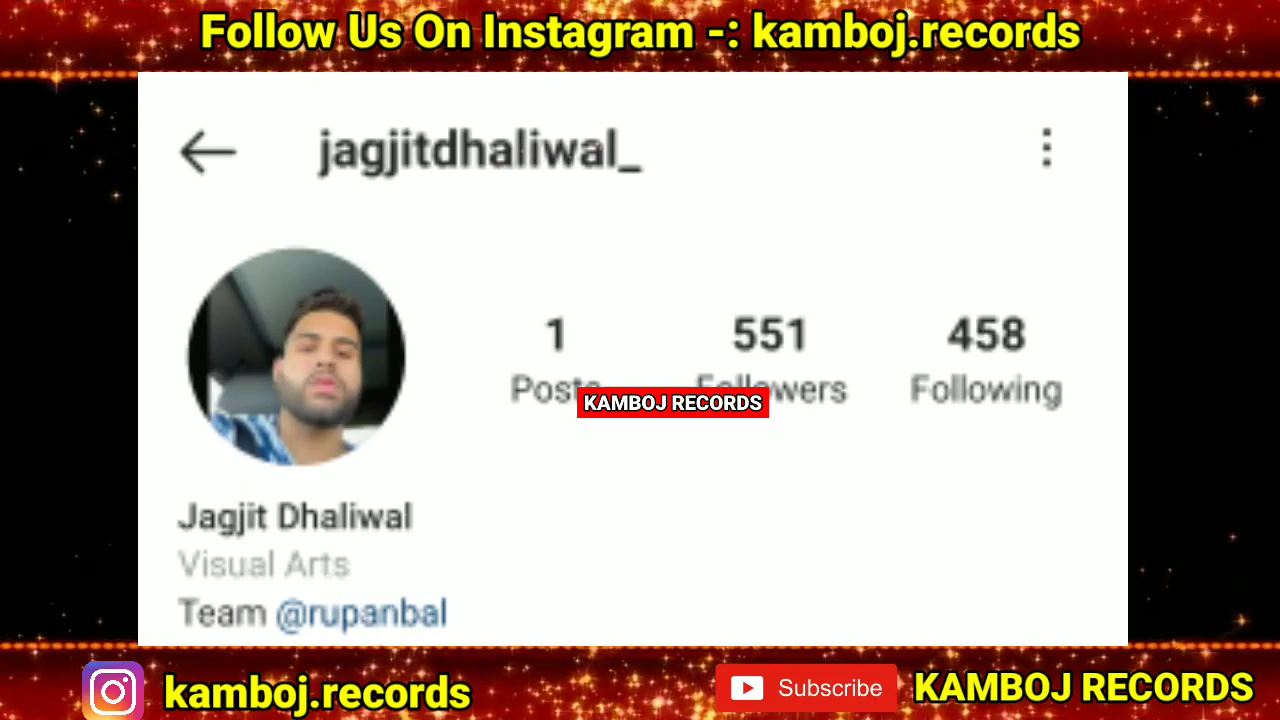 Follow Us On Instagram -: kamboj.records
jagjitdhaliwal_
1
551
458
Posts
Followers
Following
KAMBOJ RECORDS
Jagjit Dhaliwal
Visual Arts
Team @rupanbal
kamboj.records
Subscribe
KAMBOJ RECORDS